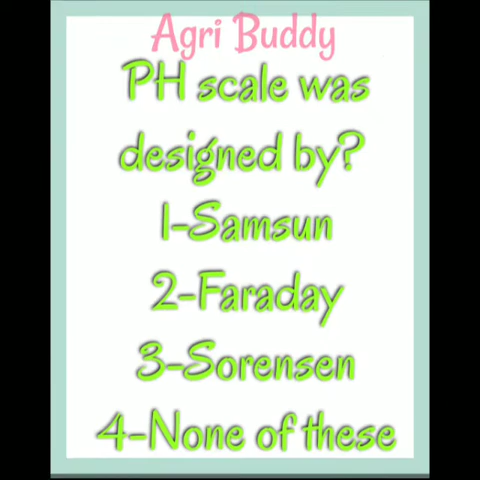 Agri Buddy
PH scale was
designed by?
1-Samsun
2-Faraday
3-Sorensen
4-None of these